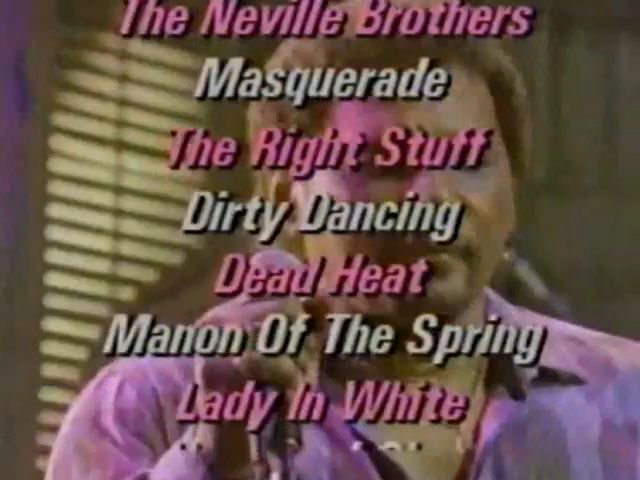 The Neville Brothers
Masquerade
The Right Stuff
Dirty Dancing
Dead Heat
Manon Of The Spring
Lady In White